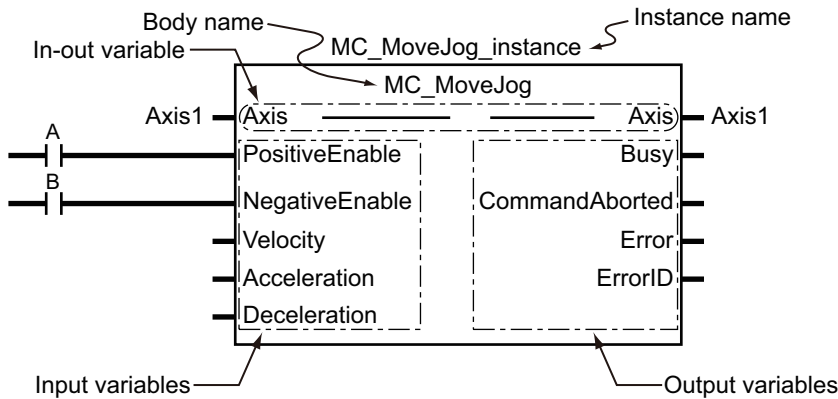 Body name
Instance name
In-out variable
MC_MoveJog_instance
MC_MoveJog
Axis1 Axis Axis Axis1
A
PositiveEnable Busy
B
NegativeEnable CommandAborted
Velocity Error
Acceleration ErrorID
Deceleration
Input variables Output variables